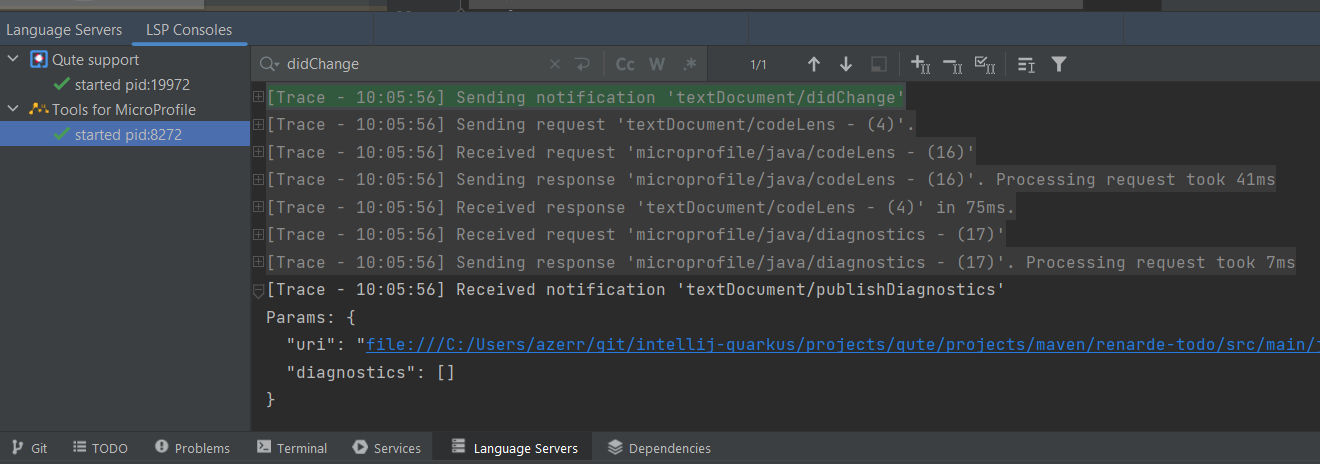 Language Servers LSP Consoles
Qute support
started pid:19972
Tools for MicroProfile
started pid:8272
didChange Cc W .* 1/1
[Trace - 10:05:56] Sending notification 'textDocument/didChange'
[Trace - 10:05:56] Sending request 'textDocument/codeLens - (4)'.
[Trace - 10:05:56] Received request 'microprofile/java/codeLens - (16)'
[Trace - 10:05:56] Sending response 'microprofile/java/codeLens - (16)'. Processing request took 41ms
[Trace - 10:05:56] Received response 'textDocument/codeLens - (4)' in 75ms.
[Trace - 10:05:56] Received request 'microprofile/java/diagnostics - (17)'
[Trace - 10:05:56] Sending response 'microprofile/java/diagnostics - (17)'. Processing request took 7ms
[Trace - 10:05:56] Received notification 'textDocument/publishDiagnostics'
Params: {
"uri": "file:///C:/Users/azerr/git/intellij-quarkus/projects/qute/projects/maven/renarde-todo/src/main/
"diagnostics": []
}
Git TODO Problems Terminal Services Language Servers Dependencies